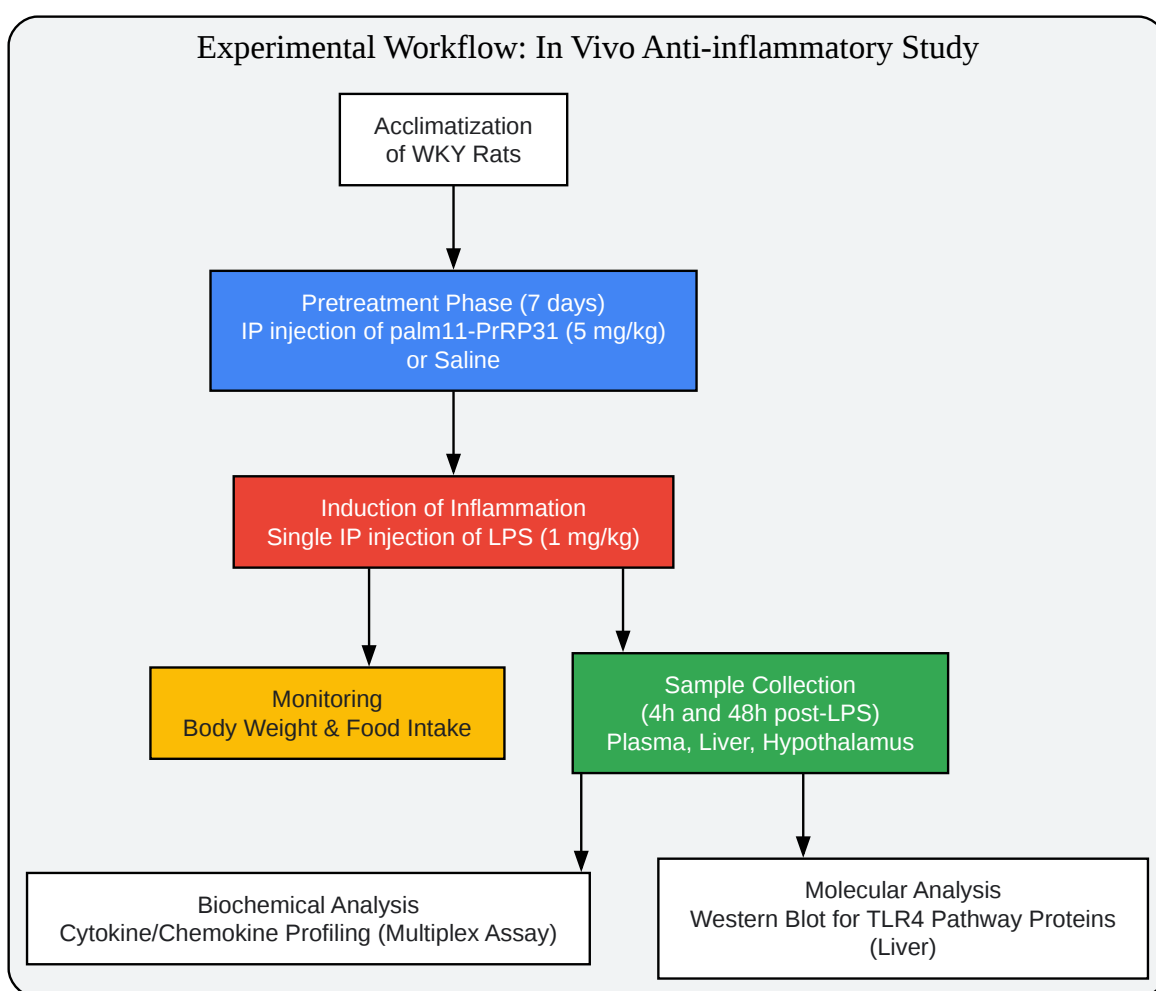 Experimental Workflow: In Vivo Anti-inflammatory Study
Acclimatization
of WKY Rats
Pretreatment Phase (7 days)
IP injection of palm11-PrRP31 (5 mg/kg)
or Saline
Induction of Inflammation
Single IP injection of LPS (1 mg/kg)
Monitoring
Body Weight & Food Intake
Sample Collection
(4h and 48h post-LPS)
Plasma, Liver, Hypothalamus
Biochemical Analysis
Cytokine/Chemokine Profiling (Multiplex Assay)
Molecular Analysis
Western Blot for TLR4 Pathway Proteins
(Liver)